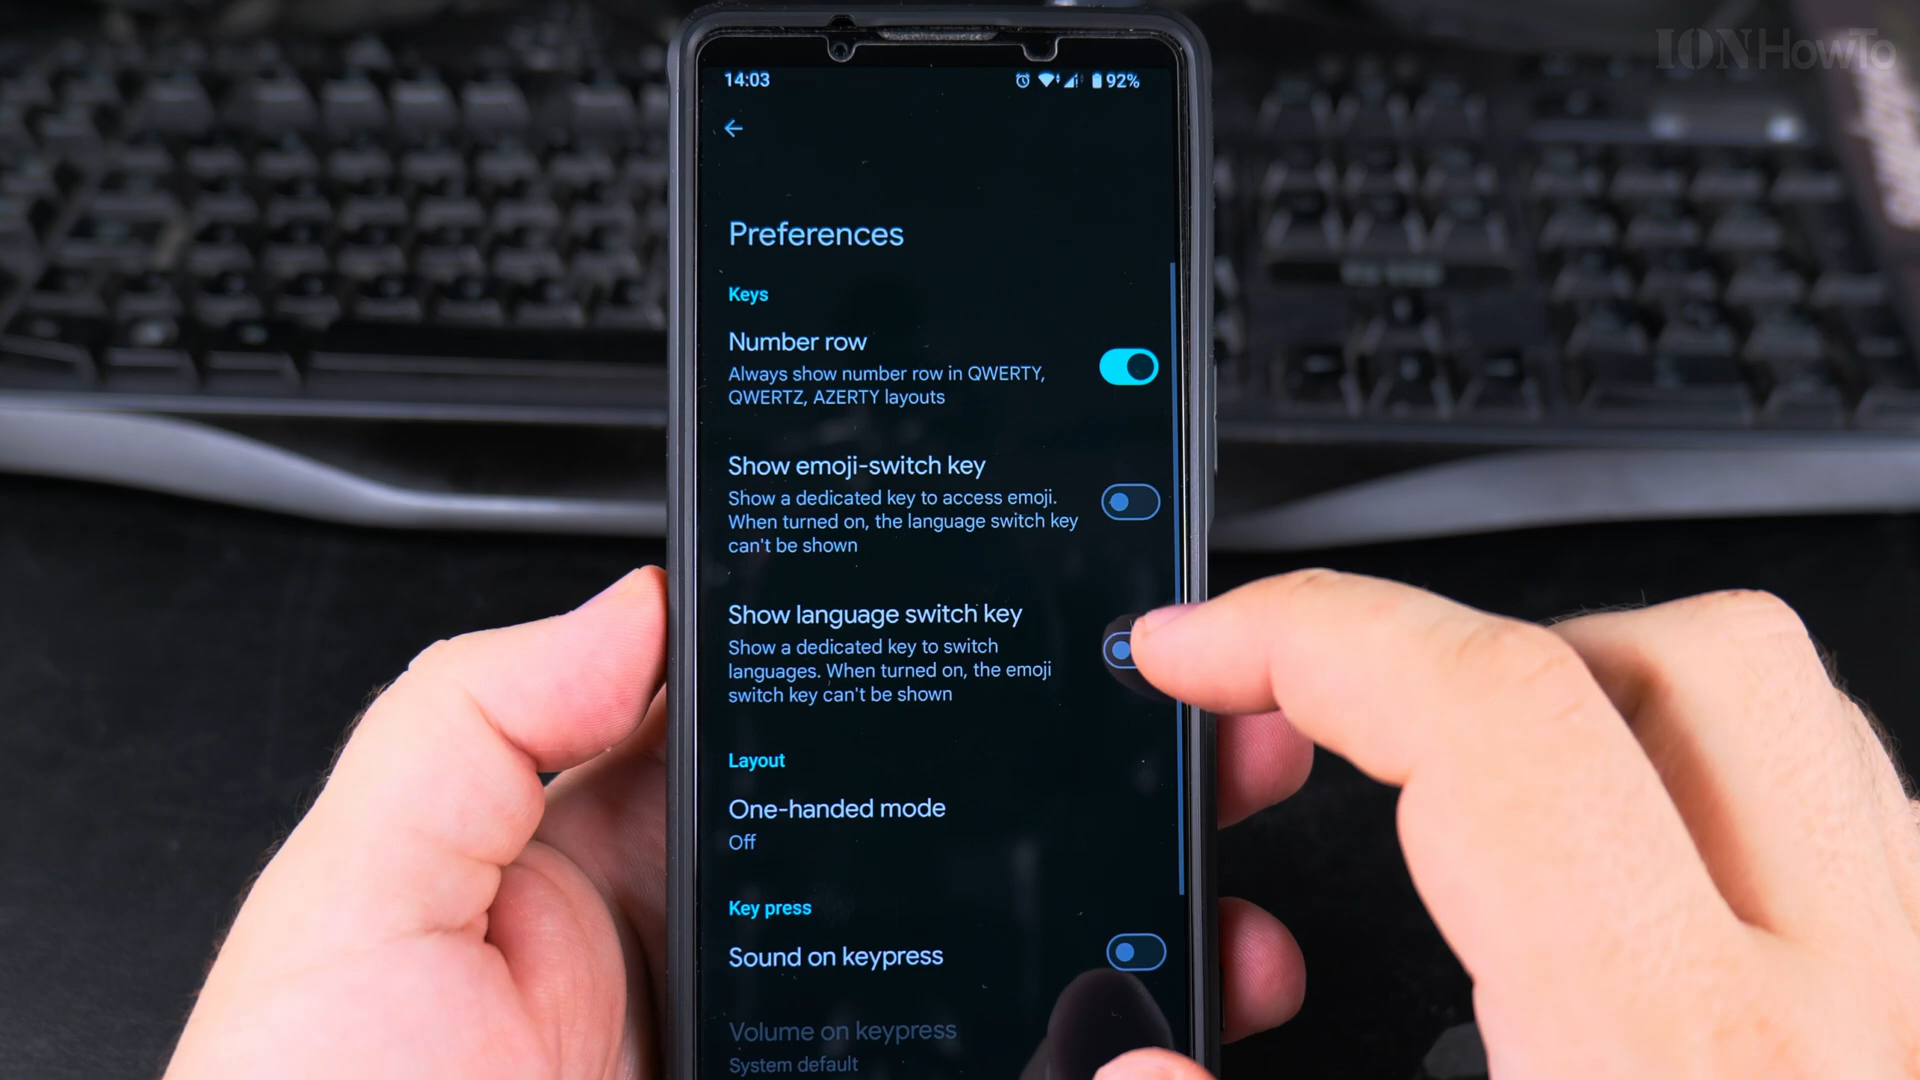 IONHowTo
14:03
92%
Preferences
Keys
Number row
Always show number row in QWERTY,
QWERTZ, AZERTY layouts
Show emoji-switch key
Show a dedicated key to access emoji.
When turned on, the language switch key
can't be shown
Show language switch key
Show a dedicated key to switch
languages. When turned on, the emoji
switch key can't be shown
Layout
One-handed mode
Off
Key press
Sound on keypress
Volume on keypress
System default